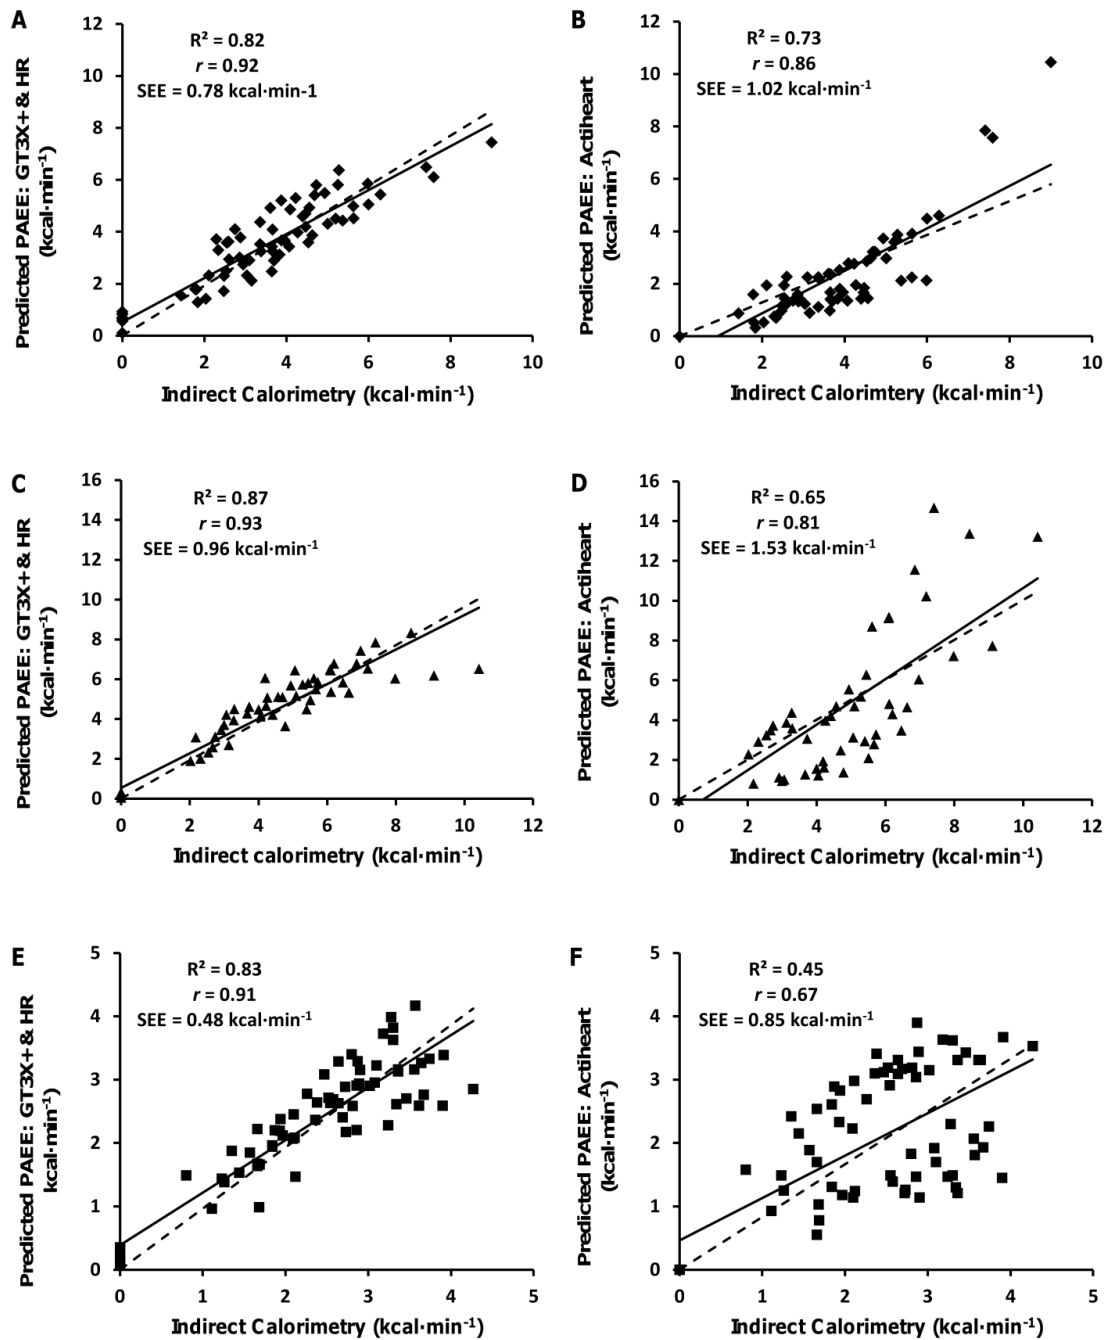 A
R² = 0.82
r = 0.92
SEE = 0.78 kcal·min-1
Predicted PAEE: GT3X+ & HR
(kcal·min⁻¹)
12
10
8
6
4
2
0
0 2 4 6 8 10
Indirect Calorimetry (kcal·min⁻¹)
B
R² = 0.73
r = 0.86
SEE = 1.02 kcal·min⁻¹
Predicted PAEE: Actiheart
(kcal·min⁻¹)
12
10
8
6
4
2
0
0 2 4 6 8 10
Indirect Calorimtery (kcal·min⁻¹)
C
R² = 0.87
r = 0.93
SEE = 0.96 kcal·min⁻¹
Predicted PAEE: GT3X+ & HR
(kcal·min⁻¹)
16
14
12
10
8
6
4
2
0
0 2 4 6 8 10 12
Indirect calorimetry (kcal·min⁻¹)
D
R² = 0.65
r = 0.81
SEE = 1.53 kcal·min⁻¹
Predicted PAEE: Actiheart
(kcal·min⁻¹)
16
14
12
10
8
6
4
2
0
0 2 4 6 8 10 12
Indirect Calorimetry (kcal·min⁻¹)
E
R² = 0.83
r = 0.91
SEE = 0.48 kcal·min⁻¹
Predicted PAEE: GT3X+ & HR
kcal·min⁻¹)
5
4
3
2
1
0
0 1 2 3 4 5
Indirect Calorimetry (kcal·min⁻¹)
F
R² = 0.45
r = 0.67
SEE = 0.85 kcal·min⁻¹
Predicted PAEE: Actiheart
(kcal·min⁻¹)
5
4
3
2
1
0
0 1 2 3 4 5
Indirect Calorimetry (kcal·min⁻¹)